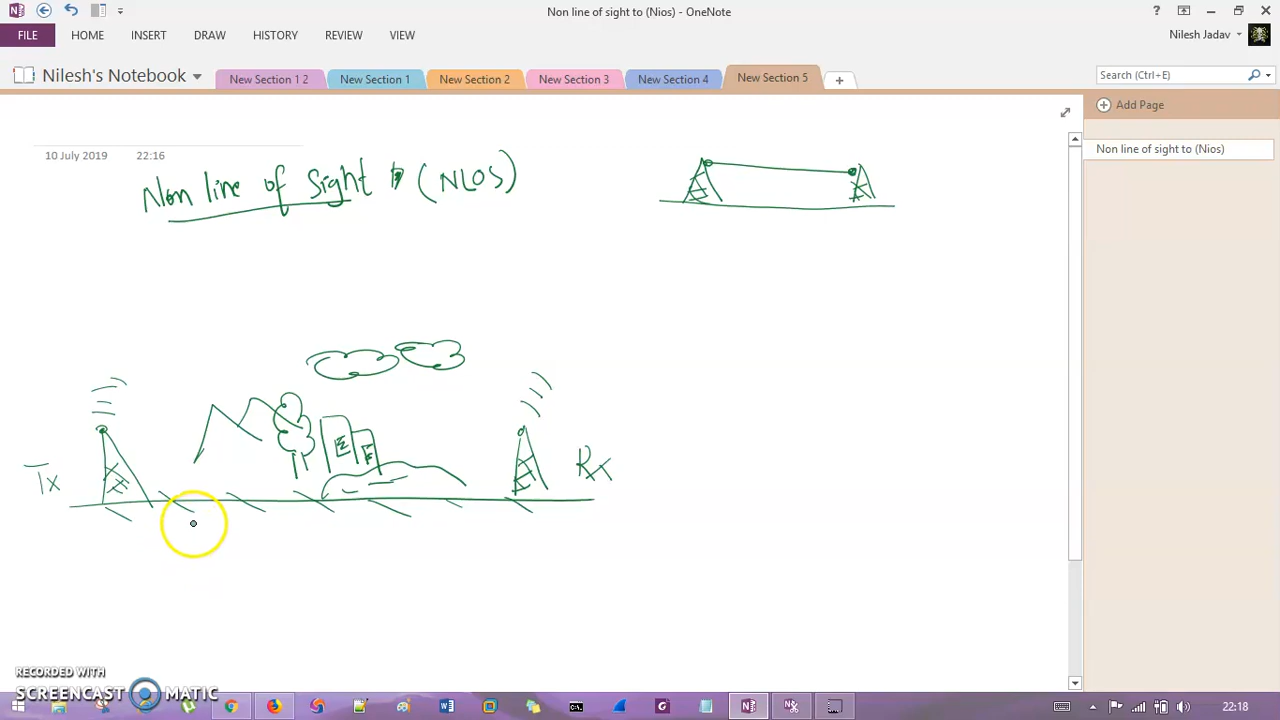 Non line of sight to (Nios) - OneNote
FILE HOME INSERT DRAW HISTORY REVIEW VIEW
Nilesh Jadav
Nilesh's Notebook
New Section 1 2
New Section 1
New Section 2
New Section 3
New Section 4
New Section 5
Search (Ctrl+E)
Add Page
Non line of sight to (Nios)
10 July 2019 22:16
Non line of sight (NLOS)
Tx
Rx
RECORDED WITH
SCREENCAST MATIC
22:18